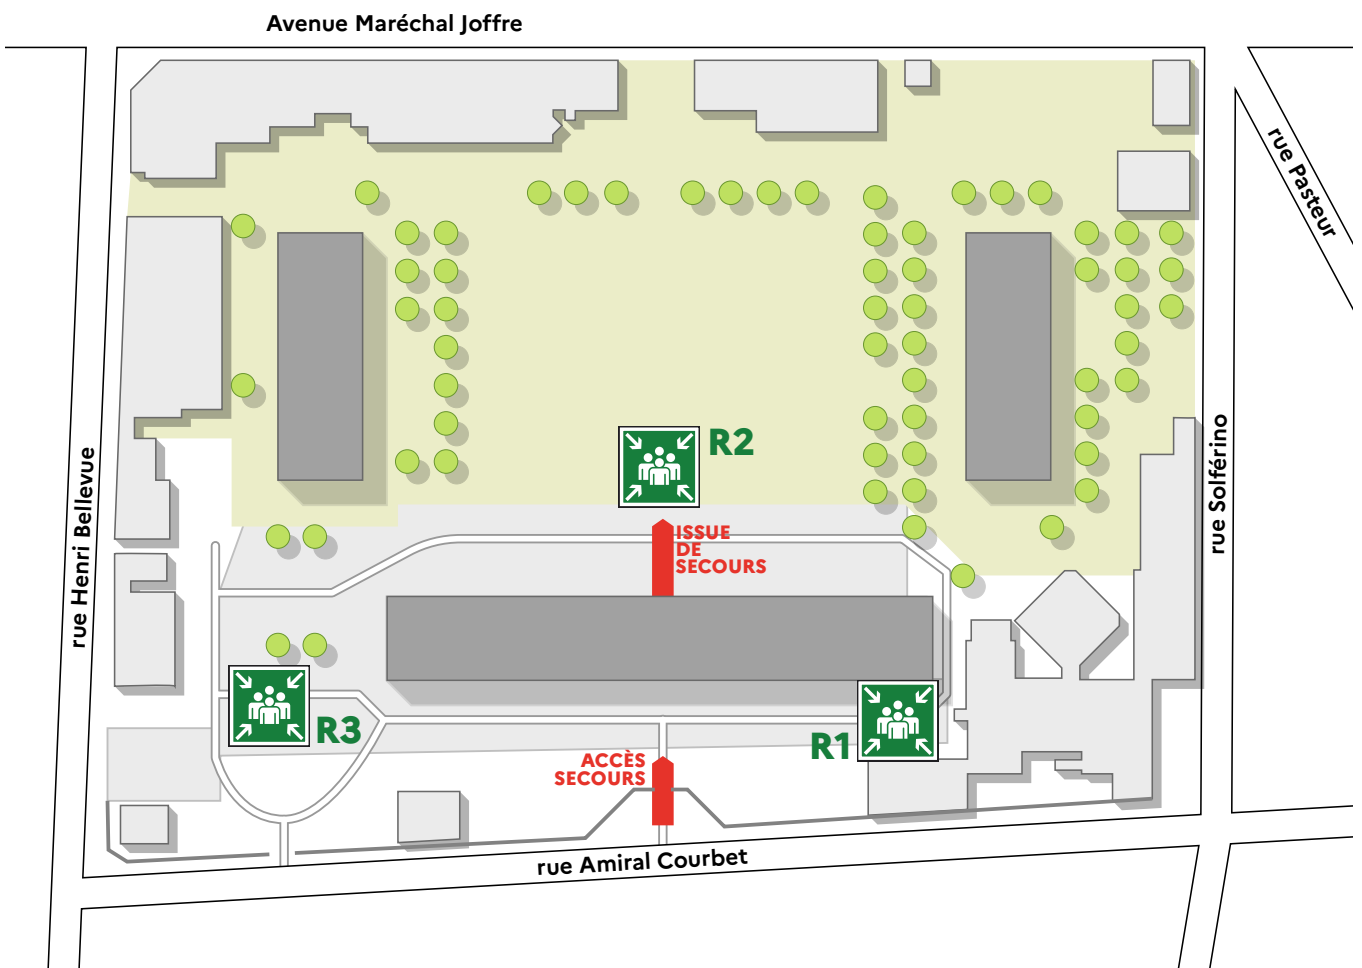 Avenue Maréchal Joffre
rue Pasteur
rue Henri Bellevue
rue Solférino
R2
ISSUE
DE
SECOURS
R3
R1
ACCÈS
SECOURS
rue Amiral Courbet